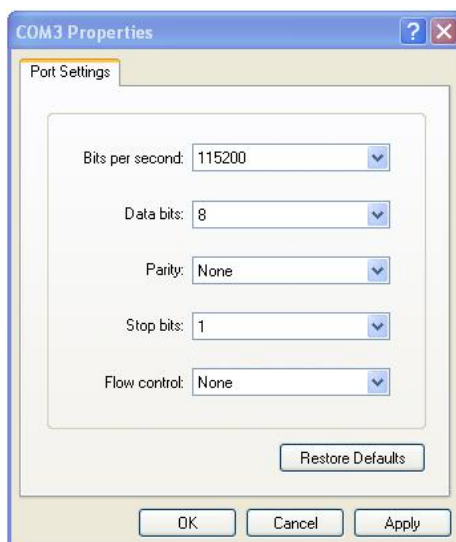 COM3 Properties
Port Settings
Bits per second: 115200
Data bits: 8
Parity: None
Stop bits: 1
Flow control: None
Restore Defaults
OK Cancel Apply